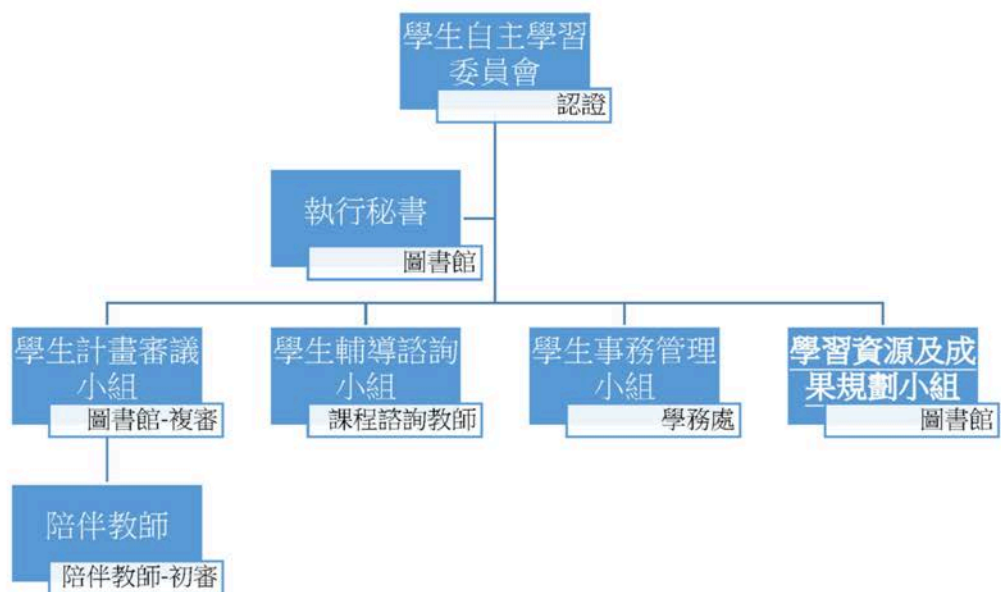 學生自主學習
委員會
認證
執行秘書
圖書館
學生計畫審議
小組
圖書館-複審
學生輔導諮詢
小組
課程諮詢教師
學生事務管理
小組
學務處
學習資源及成
果規劃小組
圖書館
陪伴教師
陪伴教師-初審